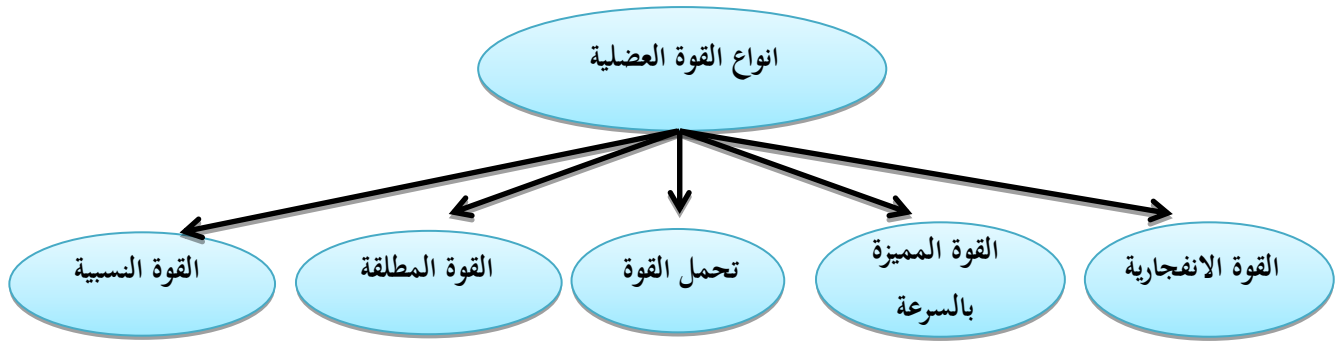 انواع القوة العضلية
القوة الانفجارية
القوة المميزة
بالسرعة
تحمل القوة
القوة المطلقة
القوة النسبية